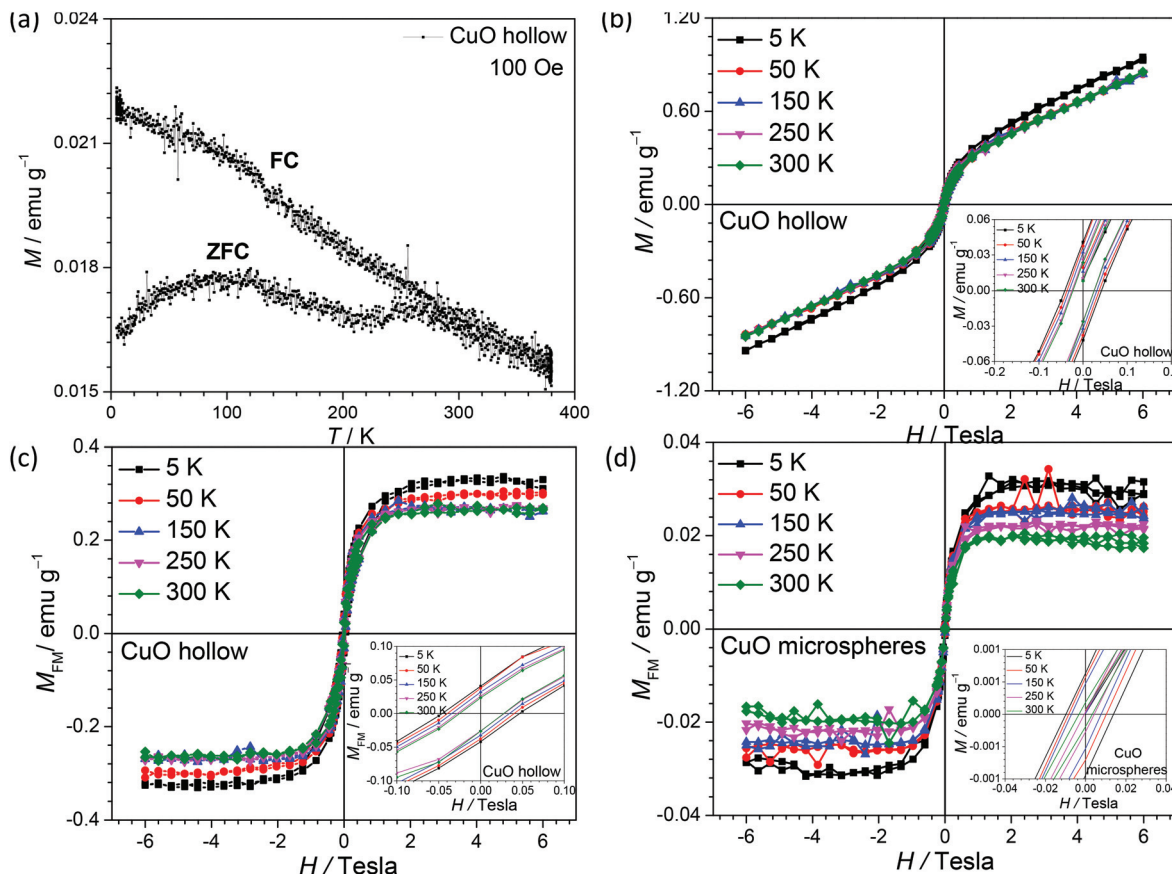 (a)
0.024
0.021
0.018
0.015
M / emu g⁻¹
CuO hollow
100 Oe
FC
ZFC
0 100 200 300 400
T / K
(b)
1.20
0.60
0.00
-0.60
-1.20
M / emu g⁻¹
5 K
50 K
150 K
250 K
300 K
CuO hollow
-6 -4 -2 0 2 4 6
H / Tesla
0.06
0.03
0.00
-0.03
-0.06
M / emu g⁻¹
5 K
50 K
150 K
250 K
300 K
CuO hollow
-0.2 -0.1 0.0 0.1 0.2
H / Tesla
(c)
0.4
0.2
0.0
-0.2
-0.4
M_FM / emu g⁻¹
5 K
50 K
150 K
250 K
300 K
CuO hollow
-6 -4 -2 0 2 4 6
H / Tesla
0.10
0.05
0.00
-0.05
-0.10
M_FM / emu g⁻¹
5 K
50 K
150 K
250 K
300 K
CuO hollow
-0.10 -0.05 0.00 0.05 0.10
H / Tesla
(d)
0.04
0.02
0.00
-0.02
-0.04
M_FM / emu g⁻¹
5 K
50 K
150 K
250 K
300 K
CuO microspheres
-6 -4 -2 0 2 4 6
H / Tesla
0.001
0.001
0.000
-0.001
-0.001
M / emu g⁻¹
5 K
50 K
150 K
250 K
300 K
CuO
microspheres
-0.04 -0.02 0.00 0.02 0.04
H / Tesla